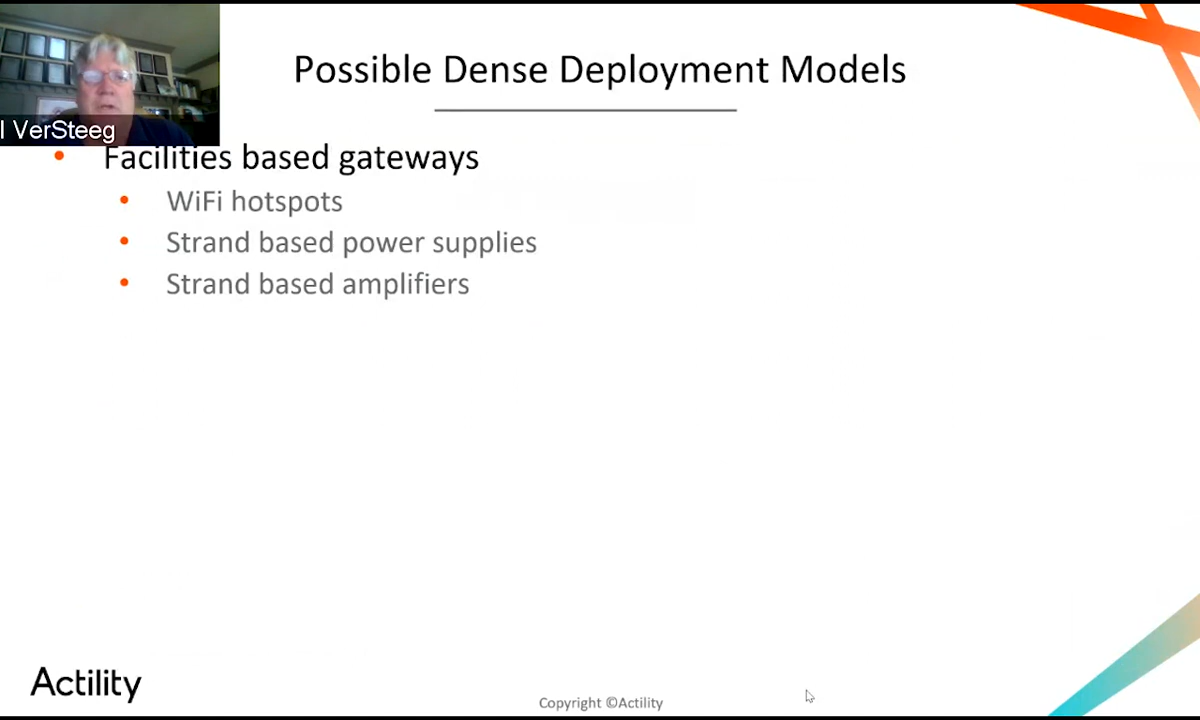 Possible Dense Deployment Models
l VerSteeg
Facilities based gateways
WiFi hotspots
Strand based power supplies
Strand based amplifiers
Actility
Copyright ©Actility